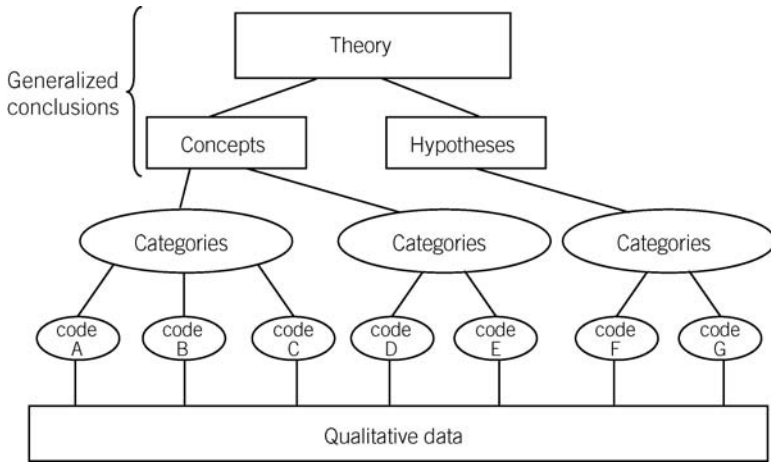 Theory
Generalized
conclusions
Concepts
Hypotheses
Categories
Categories
Categories
code
A
code
B
code
C
code
D
code
E
code
F
code
G
Qualitative data